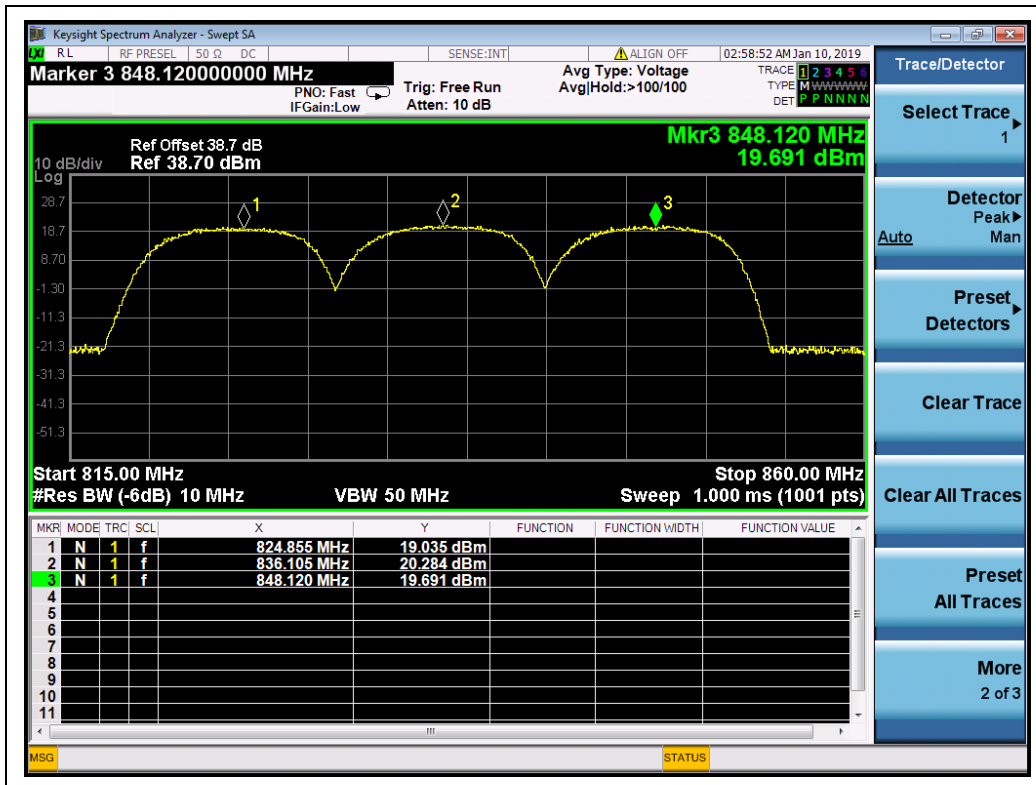 Keysight Spectrum Analyzer - Swept SA
LXI RL RF PRESEL 50 Ω DC SENSE:INT ALIGN OFF 02:58:52 AM Jan 10, 2019
Marker 3 848.120000000 MHz
PNO: Fast
IFGain:Low
Trig: Free Run
Atten: 10 dB
Avg Type: Voltage
Avg|Hold:>100/100
TRACE 1 2 3 4 5 6
TYPE M WWWWW
DET P P N N N N
Ref Offset 38.7 dB
10 dB/div Ref 38.70 dBm
Log
Mkr3 848.120 MHz
19.691 dBm
28.7
18.7
8.70
-1.30
-11.3
-21.3
-31.3
-41.3
-51.3
1
2
3
Start 815.00 MHz Stop 860.00 MHz
#Res BW (-6dB) 10 MHz VBW 50 MHz Sweep 1.000 ms (1001 pts)
MKR MODE TRC SCL X Y FUNCTION FUNCTION WIDTH FUNCTION VALUE
1 N 1 f 824.855 MHz 19.035 dBm
2 N 1 f 836.105 MHz 20.284 dBm
3 N 1 f 848.120 MHz 19.691 dBm
4
5
6
7
8
9
10
11
MSG STATUS
Trace/Detector
Select Trace
1
Detector
Peak
Auto Man
Preset
Detectors
Clear Trace
Clear All Traces
Preset
All Traces
More
2 of 3